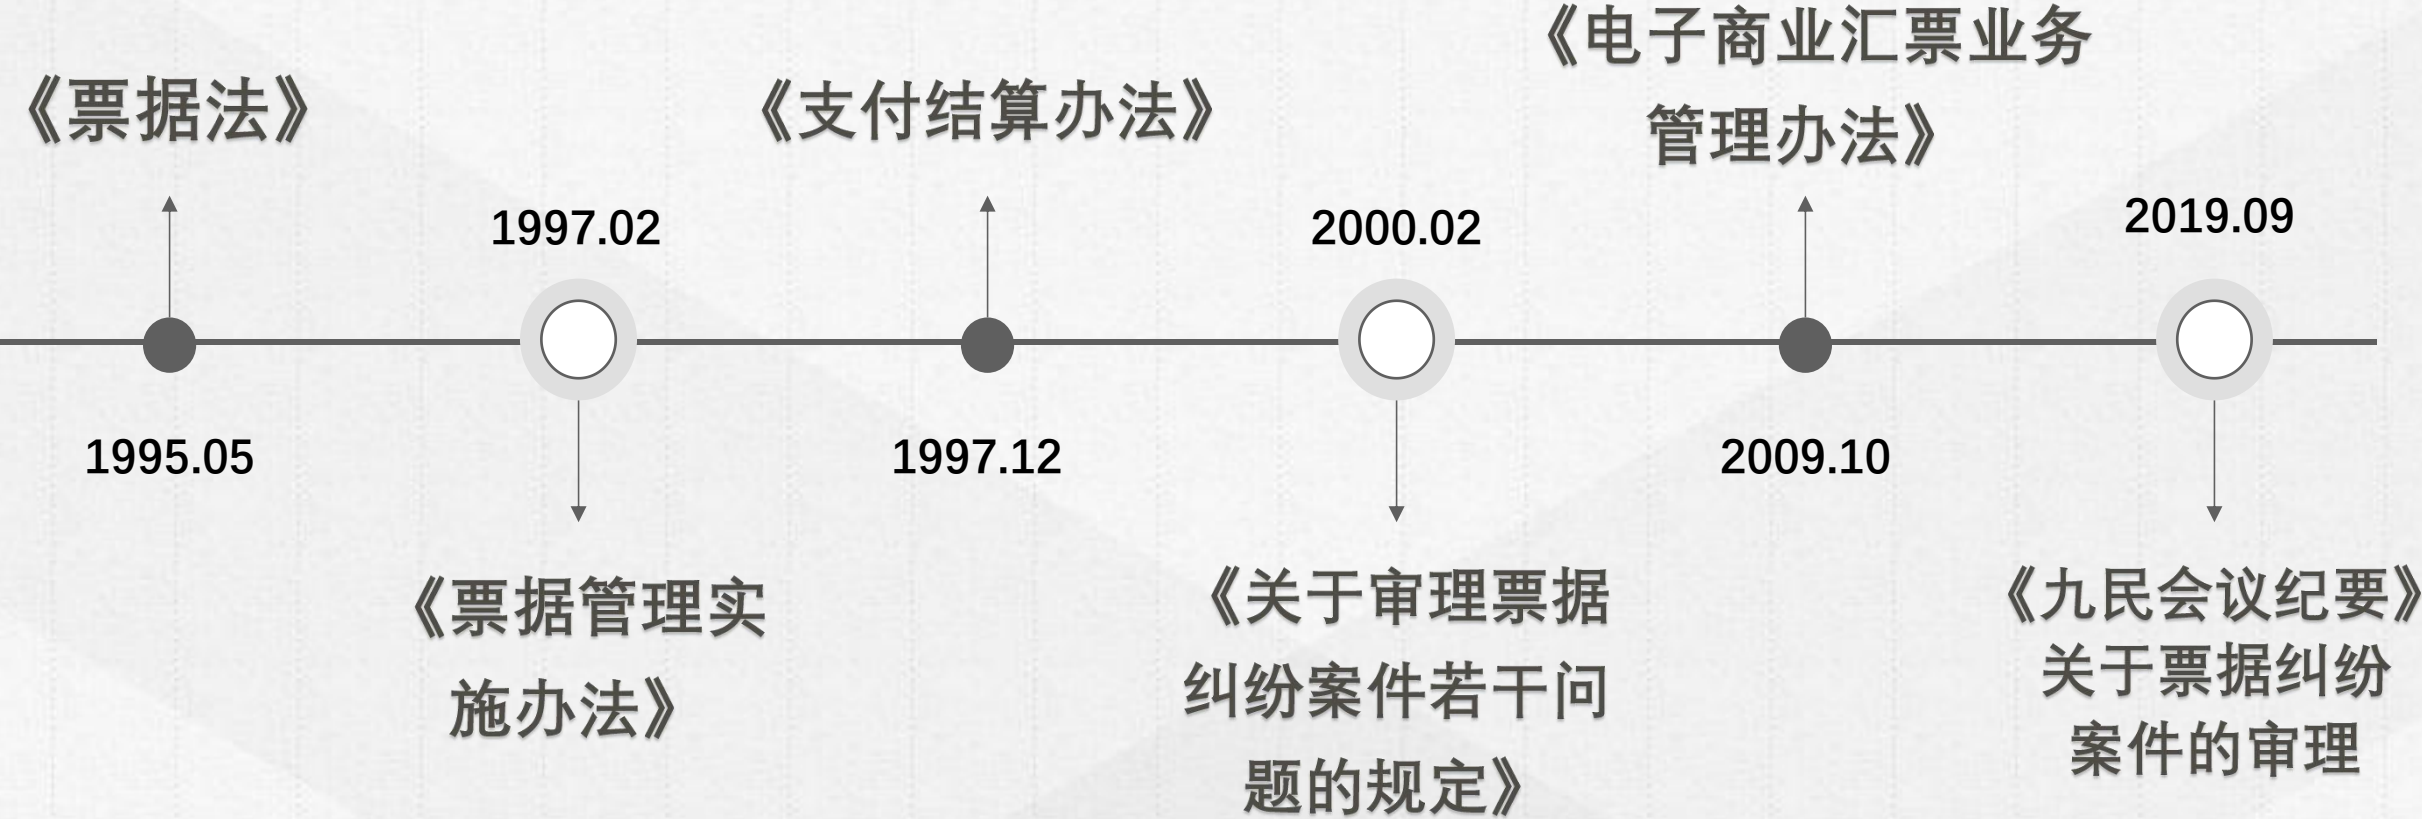 《票据法》
1995.05
1997.02
《票据管理实
施办法》
《支付结算办法》
1997.12
2000.02
《关于审理票据
纠纷案件若干问
题的规定》
《电子商业汇票业务
管理办法》
2009.10
2019.09
《九民会议纪要》
关于票据纠纷
案件的审理